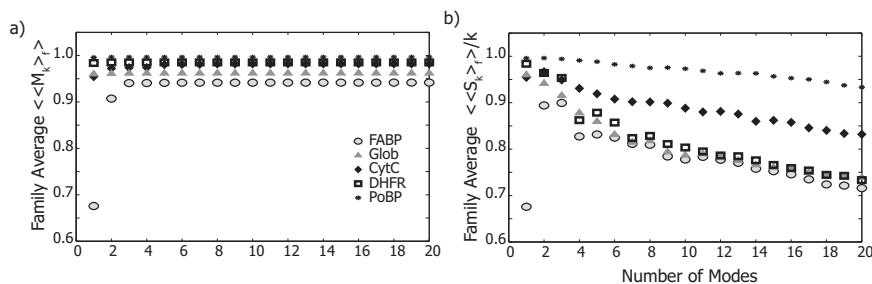 a)
Family Average <<M_k>_f>
1.0
0.9
0.8
0.7
0.6
0 2 4 6 8 10 12 14 16 18 20
FABP
Glob
CytC
DHFR
PoBP
b)
Family Average <<S_k>_f>/k
1.0
0.9
0.8
0.7
0.6
0 2 4 6 8 10 12 14 16 18 20
Number of Modes